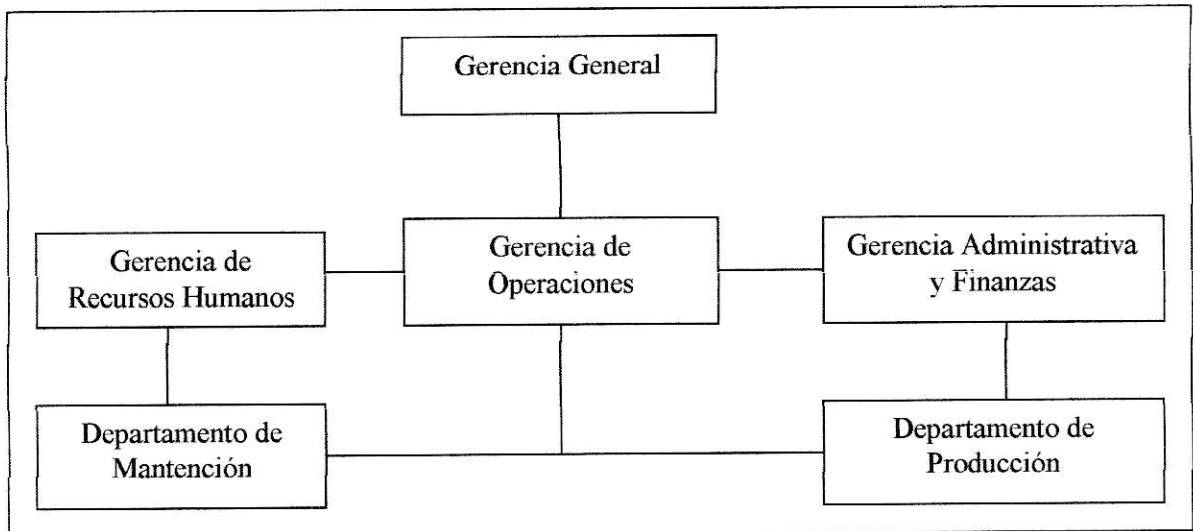 Gerencia General
Gerencia de
Recursos Humanos
Gerencia de
Operaciones
Gerencia Administrativa
y Finanzas
Departamento de
Mantención
Departamento de
Producción